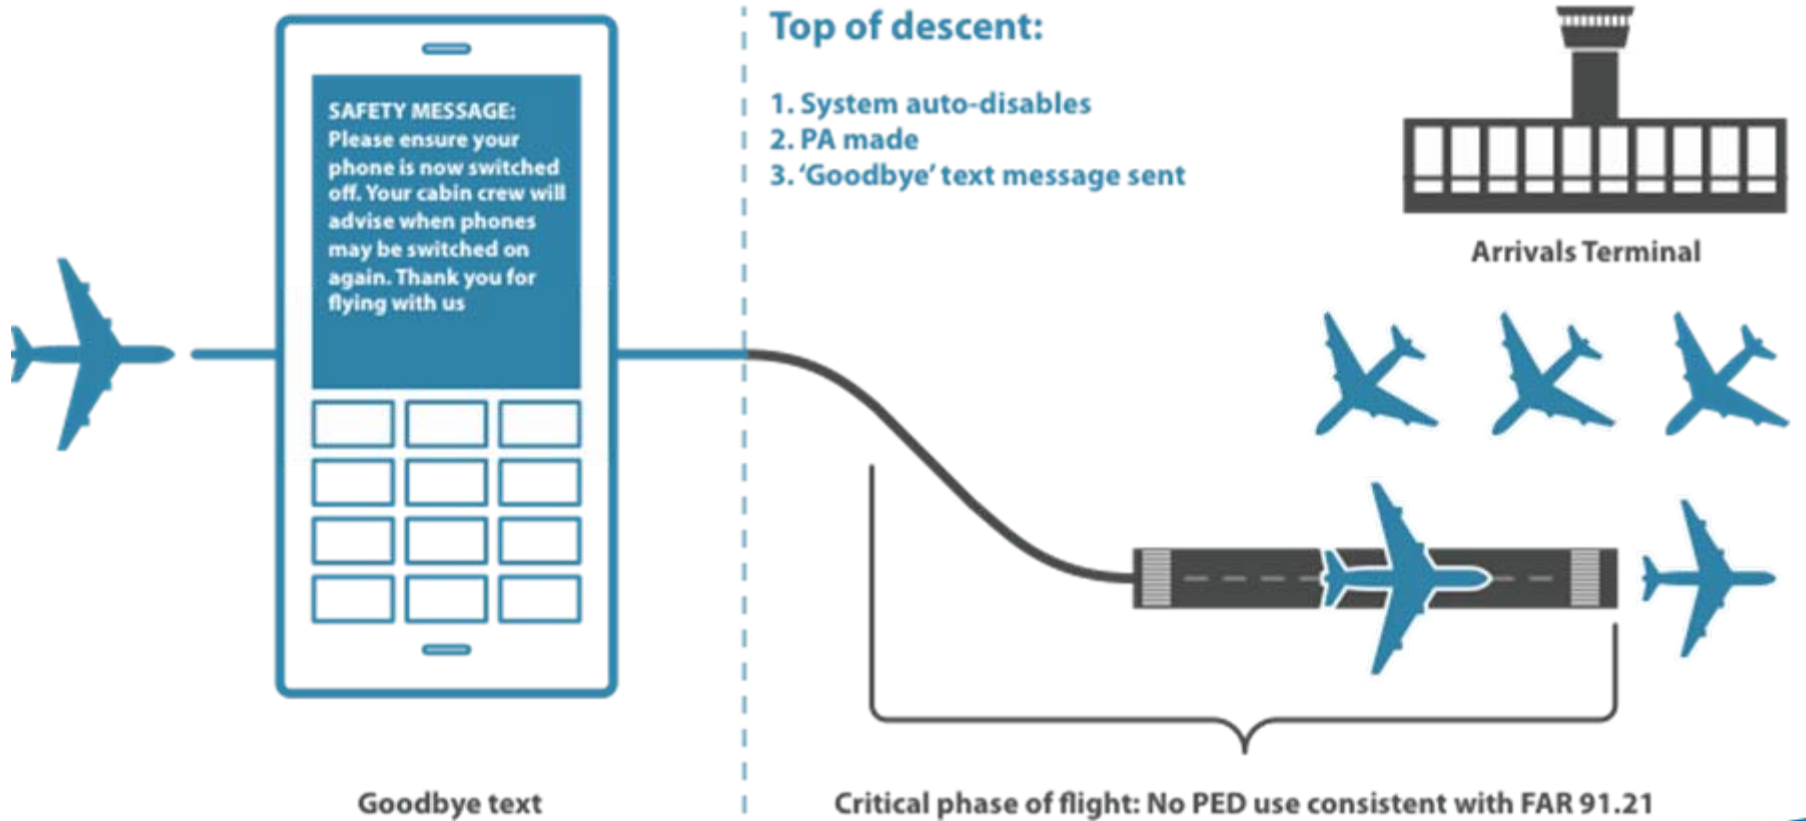 SAFETY MESSAGE:
Please ensure your
phone is now switched
off. Your cabin crew will
advise when phones
may be switched on
again. Thank you for
flying with us
Goodbye text
Top of descent:
1. System auto-disables
2. PA made
3. ‘Goodbye’ text message sent
Arrivals Terminal
Critical phase of flight: No PED use consistent with FAR 91.21